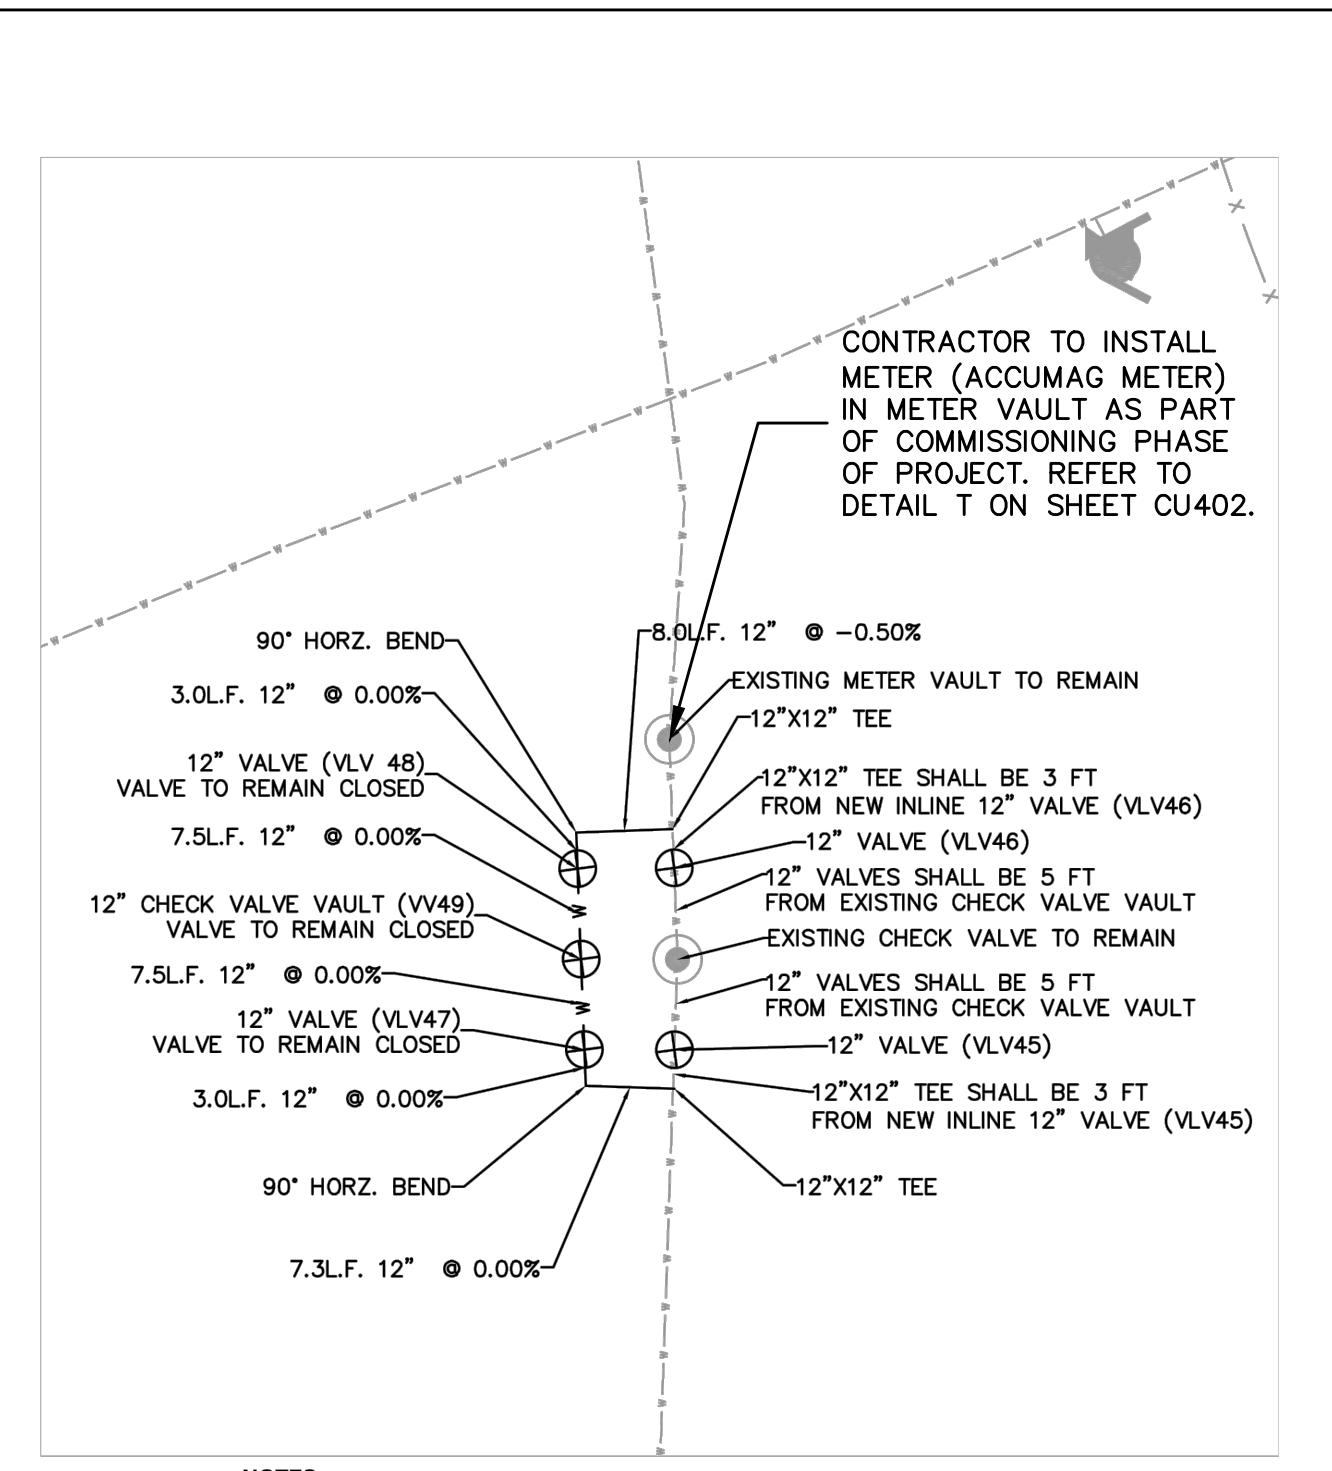 CONTRACTOR TO INSTALL
METER (ACCUMAG METER)
IN METER VAULT AS PART
OF COMMISSIONING PHASE
OF PROJECT. REFER TO
DETAIL T ON SHEET CU402.
90° HORZ. BEND
8.0L.F. 12" @ -0.50%
3.0L.F. 12" @ 0.00%
EXISTING METER VAULT TO REMAIN
12"X12" TEE
12" VALVE (VLV 48)
VALVE TO REMAIN CLOSED
12"X12" TEE SHALL BE 3 FT
FROM NEW INLINE 12" VALVE (VLV46)
7.5L.F. 12" @ 0.00%
12" VALVE (VLV46)
12" VALVES SHALL BE 5 FT
FROM EXISTING CHECK VALVE VAULT
12" CHECK VALVE VAULT (VV49)
VALVE TO REMAIN CLOSED
EXISTING CHECK VALVE TO REMAIN
7.5L.F. 12" @ 0.00%
12" VALVES SHALL BE 5 FT
FROM EXISTING CHECK VALVE VAULT
12" VALVE (VLV47)
VALVE TO REMAIN CLOSED
12" VALVE (VLV45)
3.0L.F. 12" @ 0.00%
12"X12" TEE SHALL BE 3 FT
FROM NEW INLINE 12" VALVE (VLV45)
90° HORZ. BEND
12"X12" TEE
7.3L.F. 12" @ 0.00%